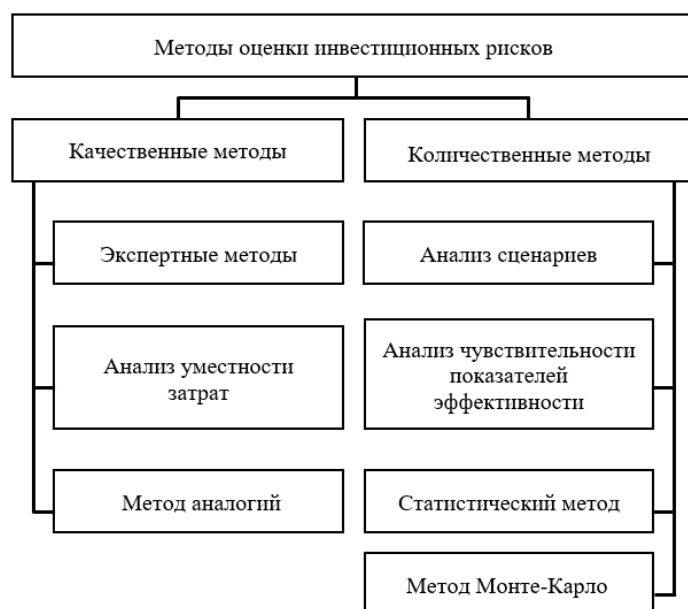 Методы оценки инвестиционных рисков
Качественные методы
Количественные методы
Экспертные методы
Анализ сценариев
Анализ уместности
затрат
Анализ чувствительности
показателей
эффективности
Метод аналогий
Статистический метод
Метод Монте-Карло